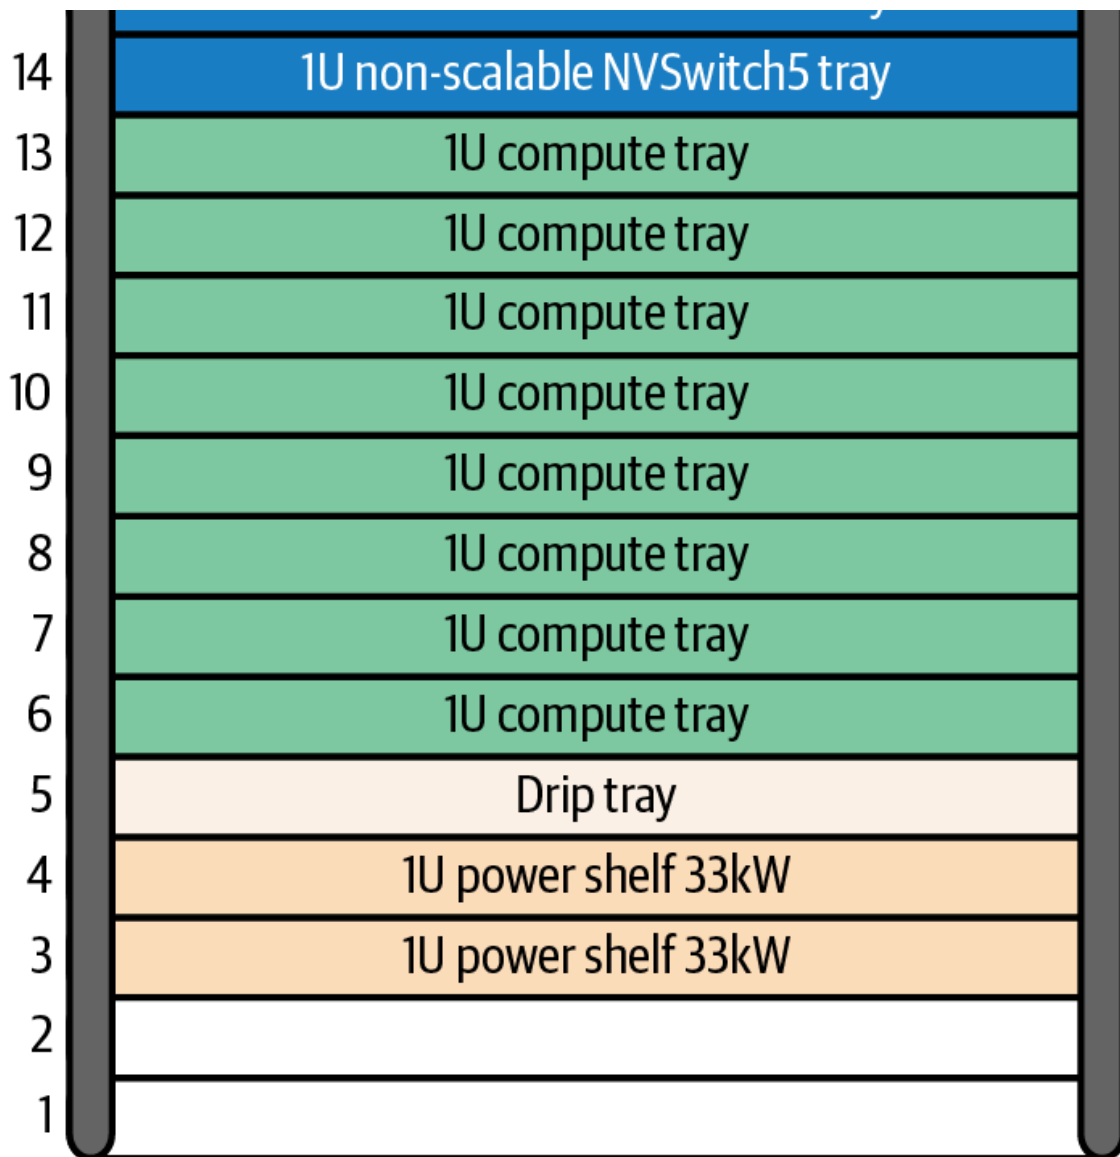 14 1U non-scalable NVSwitch5 tray
13 1U compute tray
12 1U compute tray
11 1U compute tray
10 1U compute tray
9 1U compute tray
8 1U compute tray
7 1U compute tray
6 1U compute tray
5 Drip tray
4 1U power shelf 33kW
3 1U power shelf 33kW
2
1